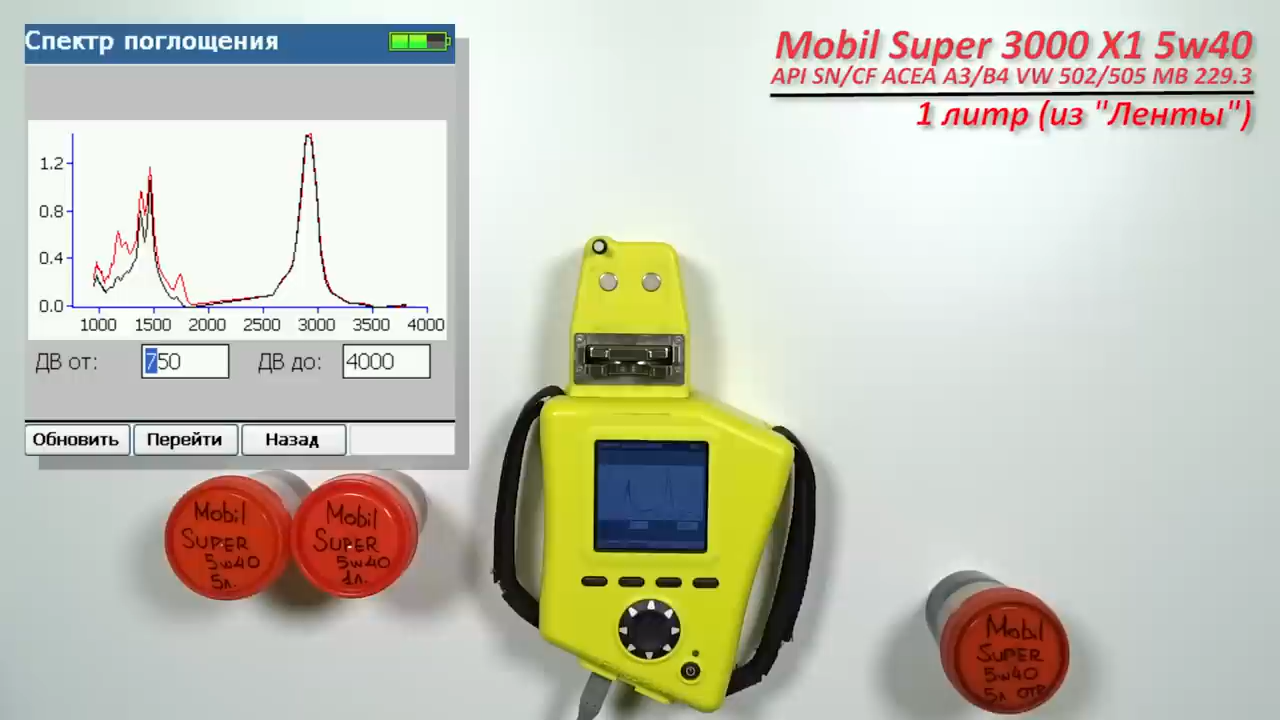 Спектр поглощения
1.2
0.8
0.4
0.0
1000 1500 2000 2500 3000 3500 4000
ДВ от: 750 ДВ до: 4000
Обновить Перейти Назад
Mobil Super 3000 X1 5w40
API SN/CF ACEA A3/B4 VW 502/505 MB 229.3
1 литр (из "Ленты")
Mobil
SUPER
5w40
5л.
Mobil
SUPER
5w40
1л.
Mobil
SUPER
5w40
5л отр